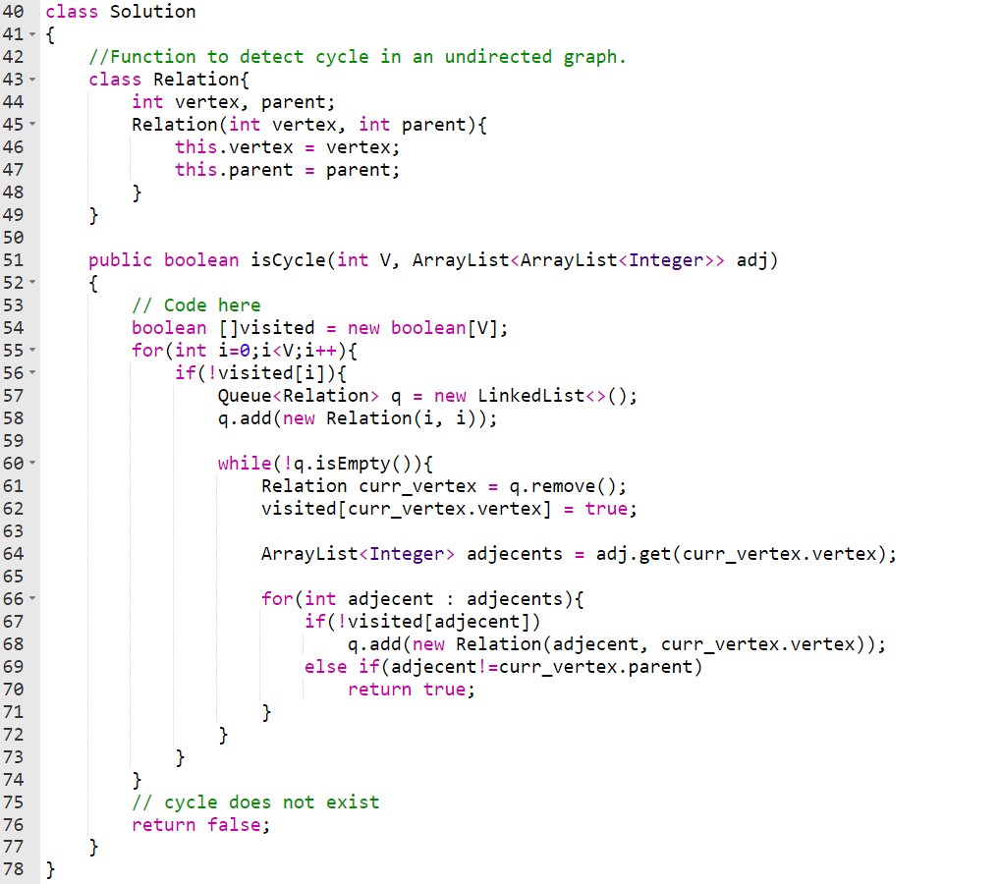 40 class Solution
41 {
42     //Function to detect cycle in an undirected graph.
43     class Relation{
44         int vertex, parent;
45         Relation(int vertex, int parent){
46             this.vertex = vertex;
47             this.parent = parent;
48         }
49     }
50
51     public boolean isCycle(int V, ArrayList<ArrayList<Integer>> adj)
52     {
53         // Code here
54         boolean []visited = new boolean[V];
55         for(int i=0;i<V;i++){
56             if(!visited[i]){
57                 Queue<Relation> q = new LinkedList<>();
58                 q.add(new Relation(i, i));
59
60                 while(!q.isEmpty()){
61                     Relation curr_vertex = q.remove();
62                     visited[curr_vertex.vertex] = true;
63
64                     ArrayList<Integer> adjecents = adj.get(curr_vertex.vertex);
65
66                     for(int adjecent : adjecents){
67                         if(!visited[adjecent])
68                             q.add(new Relation(adjecent, curr_vertex.vertex));
69                         else if(adjecent!=curr_vertex.parent)
70                             return true;
71                     }
72                 }
73             }
74         }
75         // cycle does not exist
76         return false;
77     }
78 }